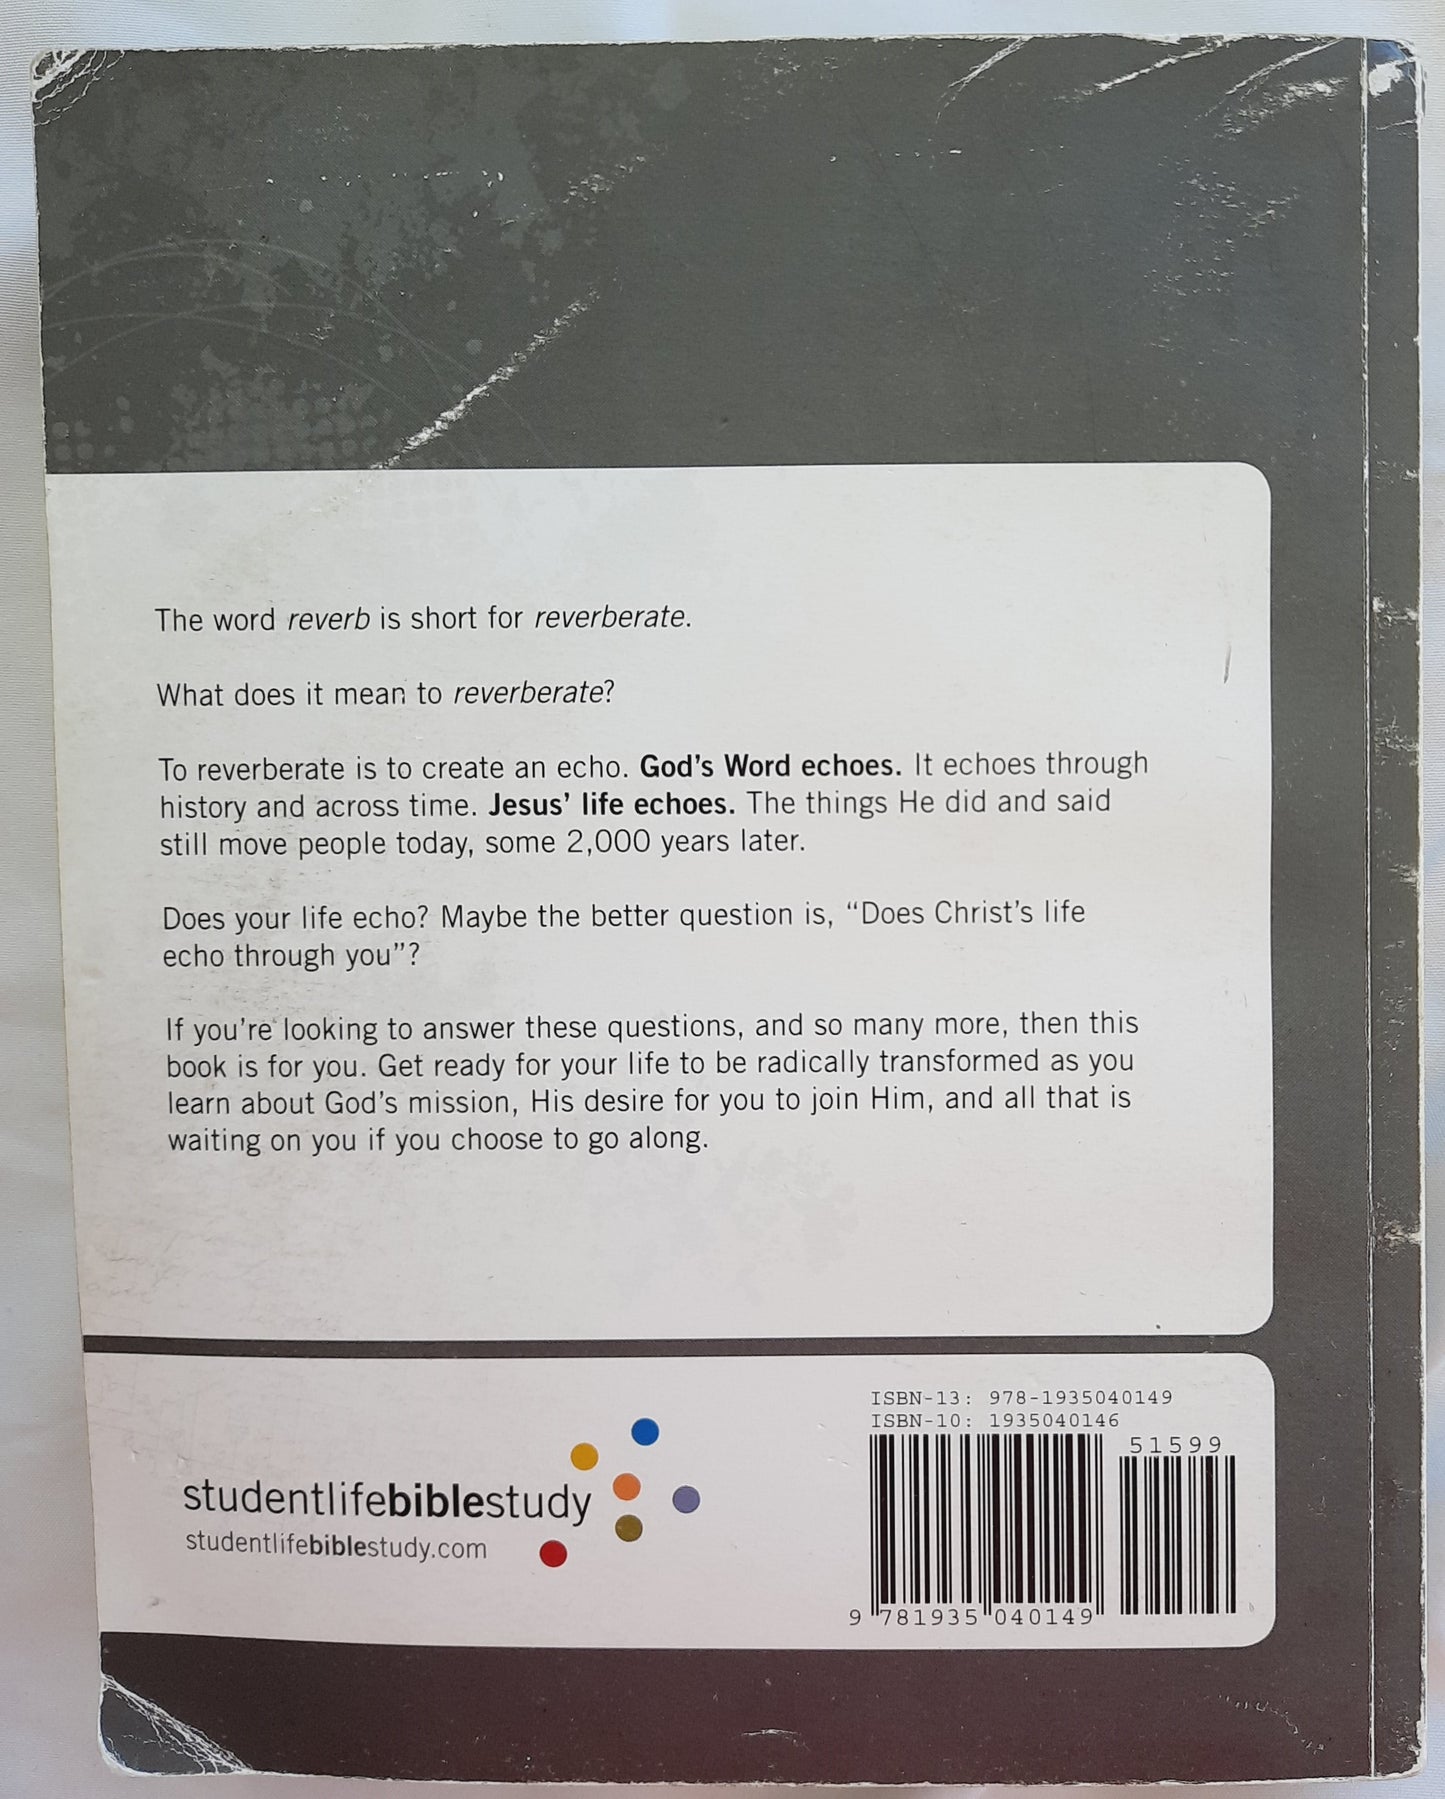 The word reverb is short for reverberate.
What does it mean to reverberate?
To reverberate is to create an echo. God's Word echoes. It echoes through
history and across time. Jesus' life echoes. The things He did and said
still move people today, some 2,000 years later.
Does your life echo? Maybe the better question is, “Does Christ's life
echo through you”?
If you're looking to answer these questions, and so many more, then this
book is for you. Get ready for your life to be radically transformed as you
learn about God's mission, His desire for you to join Him, and all that is
waiting on you if you choose to go along.
studentlifebiblestudy
studentlifebiblestudy.com
ISBN-13: 978-1935040149
ISBN-10: 1935040146
51599
9 781935 040149